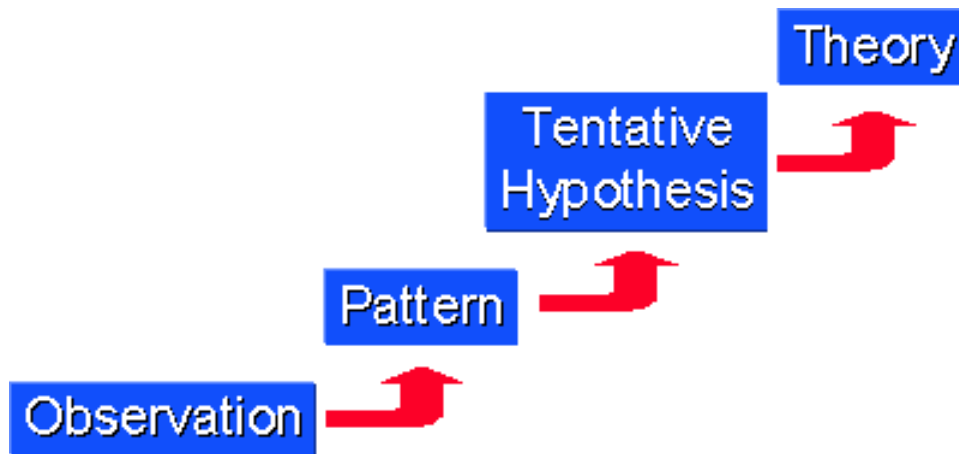 Theory
Tentative
Hypothesis
Pattern
Observation